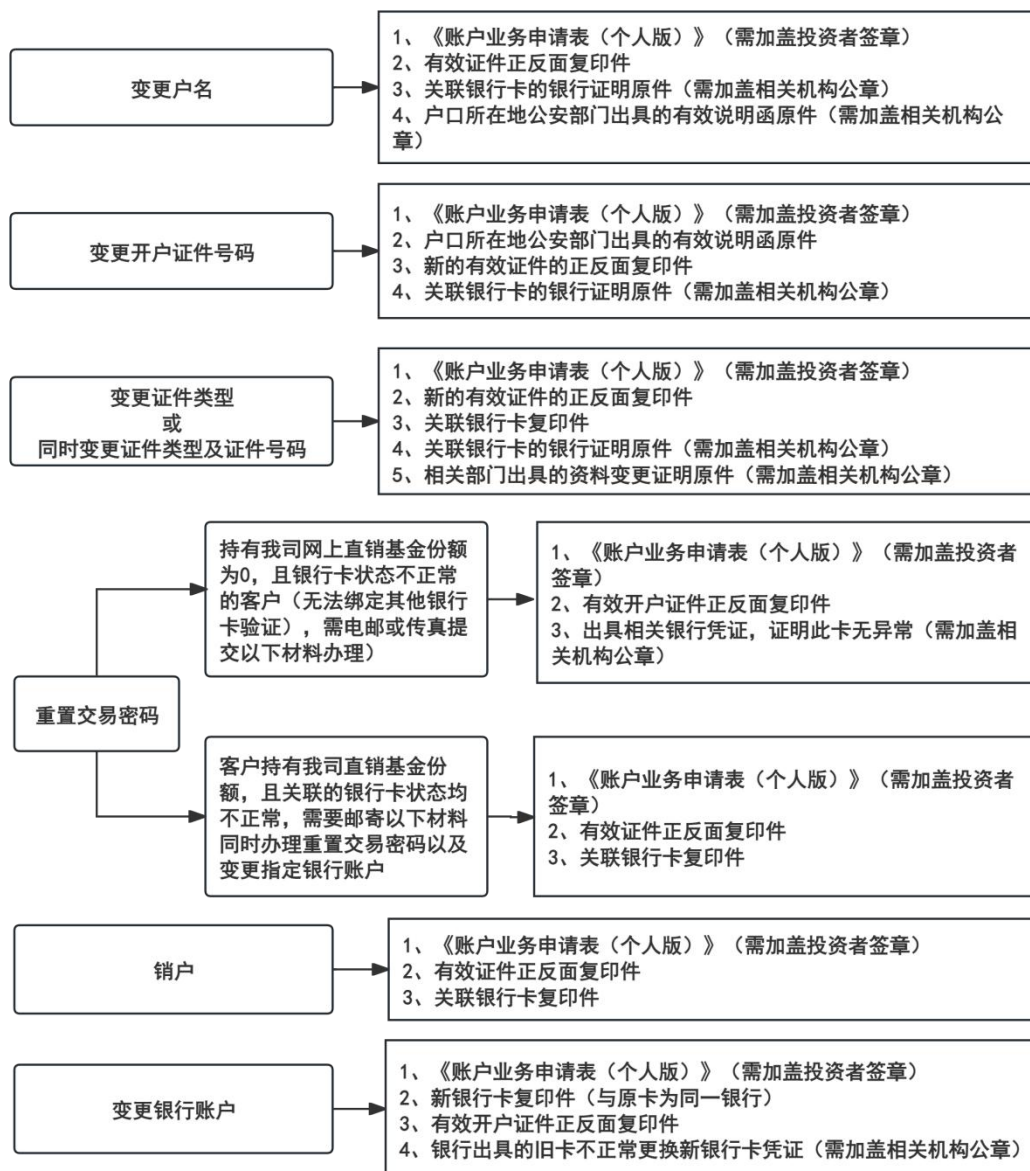 变更户名
1、《账户业务申请表（个人版）》（需加盖投资者签章）
2、有效证件正反面复印件
3、关联银行卡的银行证明原件（需加盖相关机构公章）
4、户口所在地公安部门出具的有效说明函原件（需加盖相关机构公
章）
变更开户证件号码
1、《账户业务申请表（个人版）》（需加盖投资者签章）
2、户口所在地公安部门出具的有效说明函原件
3、新的有效证件的正反面复印件
4、关联银行卡的银行证明原件（需加盖相关机构公章）
变更证件类型
或
同时变更证件类型及证件号码
1、《账户业务申请表（个人版）》（需加盖投资者签章）
2、新的有效证件的正反面复印件
3、关联银行卡复印件
4、关联银行卡的银行证明原件（需加盖相关机构公章）
5、相关部门出具的资料变更证明原件（需加盖相关机构公章）
重置交易密码
持有我司网上直销基金份额
为0，且银行卡状态不正常
的客户（无法绑定其他银行
卡验证），需电邮或传真提
交以下材料办理）
1、《账户业务申请表（个人版）》（需加盖投资者
签章）
2、有效开户证件正反面复印件
3、出具相关银行凭证，证明此卡无异常（需加盖相
关机构公章）
客户持有我司直销基金份
额，且关联的银行卡状态均
不正常，需要邮寄以下材料
同时办理重置交易密码以及
变更指定银行账户
1、《账户业务申请表（个人版）》（需加盖投资者
签章）
2、有效证件正反面复印件
3、关联银行卡复印件
销户
1、《账户业务申请表（个人版）》（需加盖投资者签章）
2、有效证件正反面复印件
3、关联银行卡复印件
变更银行账户
1、《账户业务申请表（个人版）》（需加盖投资者签章）
2、新银行卡复印件（与原卡为同一银行）
3、有效开户证件正反面复印件
4、银行出具的旧卡不正常更换新银行卡凭证（需加盖相关机构公章）